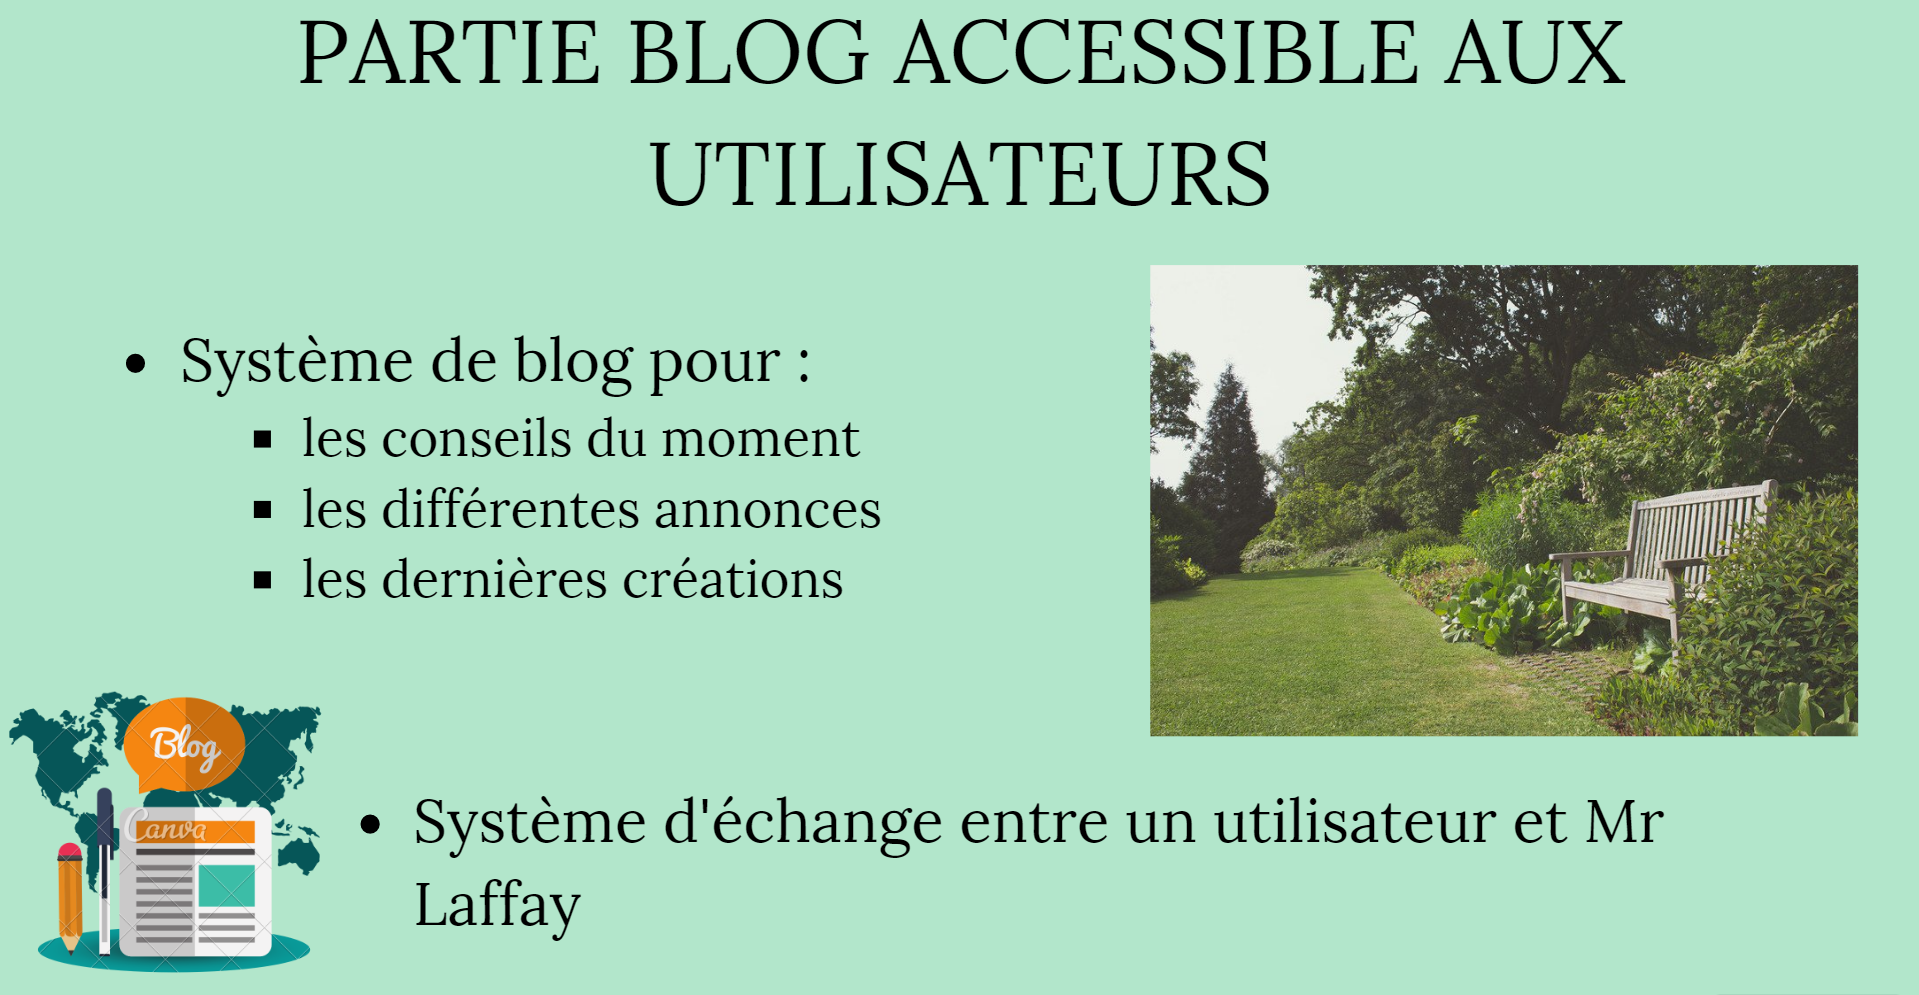 PARTIE BLOG ACCESSIBLE AUX
UTILISATEURS
Système de blog pour :
les conseils du moment
les différentes annonces
les dernières créations
Blog
Canva
Système d'échange entre un utilisateur et Mr
Laffay